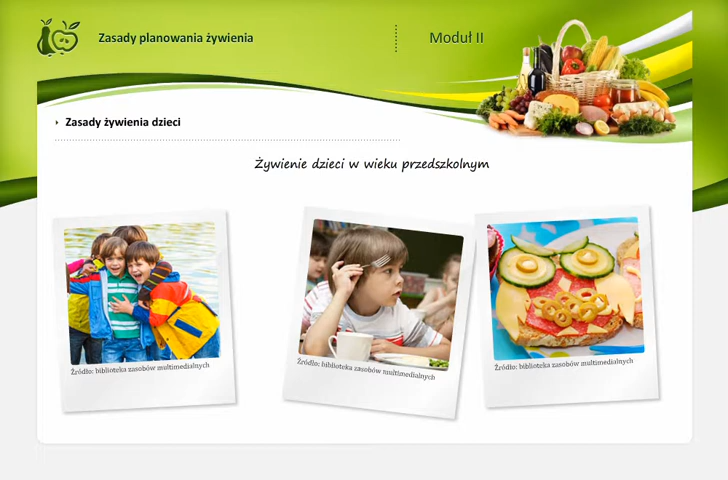 Zasady planowania żywienia
Moduł II
Zasady żywienia dzieci
Żywienie dzieci w wieku przedszkolnym
Źródło: biblioteka zasobów multimedialnych
Źródło: biblioteka zasobów multimedialnych
Źródło: biblioteka zasobów multimedialnych